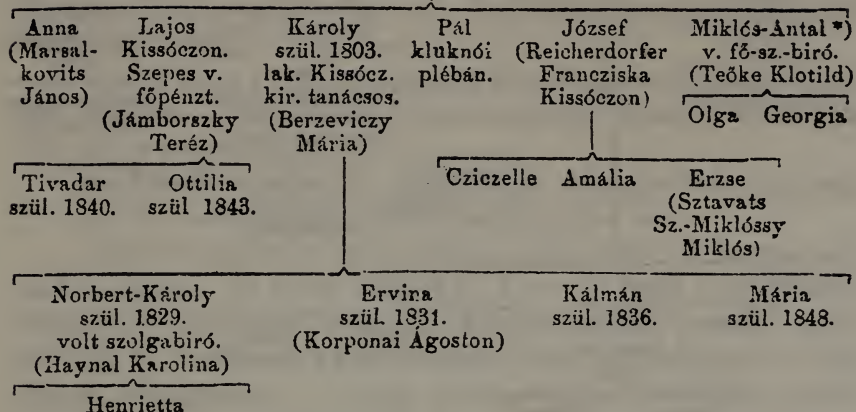 Anna Lajos Károly Pál József Miklós-Antal *)
(Marsal- Kissóczon. szül. 1803. kluknói (Reicherdorfer v. fő-sz.-biró.
kovits Szepes v. lak. Kissócz. plébán. Francziska (Teőke Klotild)
János) főpénzt. kir. tanácsos. Kissóczon)
(Jámborszky (Berzeviczy Olga Georgia
Teréz) Mária)
Tivadar Ottilia Cziczelle Amália Erzse
szül. 1840. szül 1843. (Sztavats
Sz.-Miklóssy
Miklós)
Norbert-Károly Ervina Kálmán Mária
szül. 1829. szül. 1831. szül. 1836. szül. 1848.
volt szolgabiró. (Korponai Ágoston)
(Haynal Karolina)
Henrietta